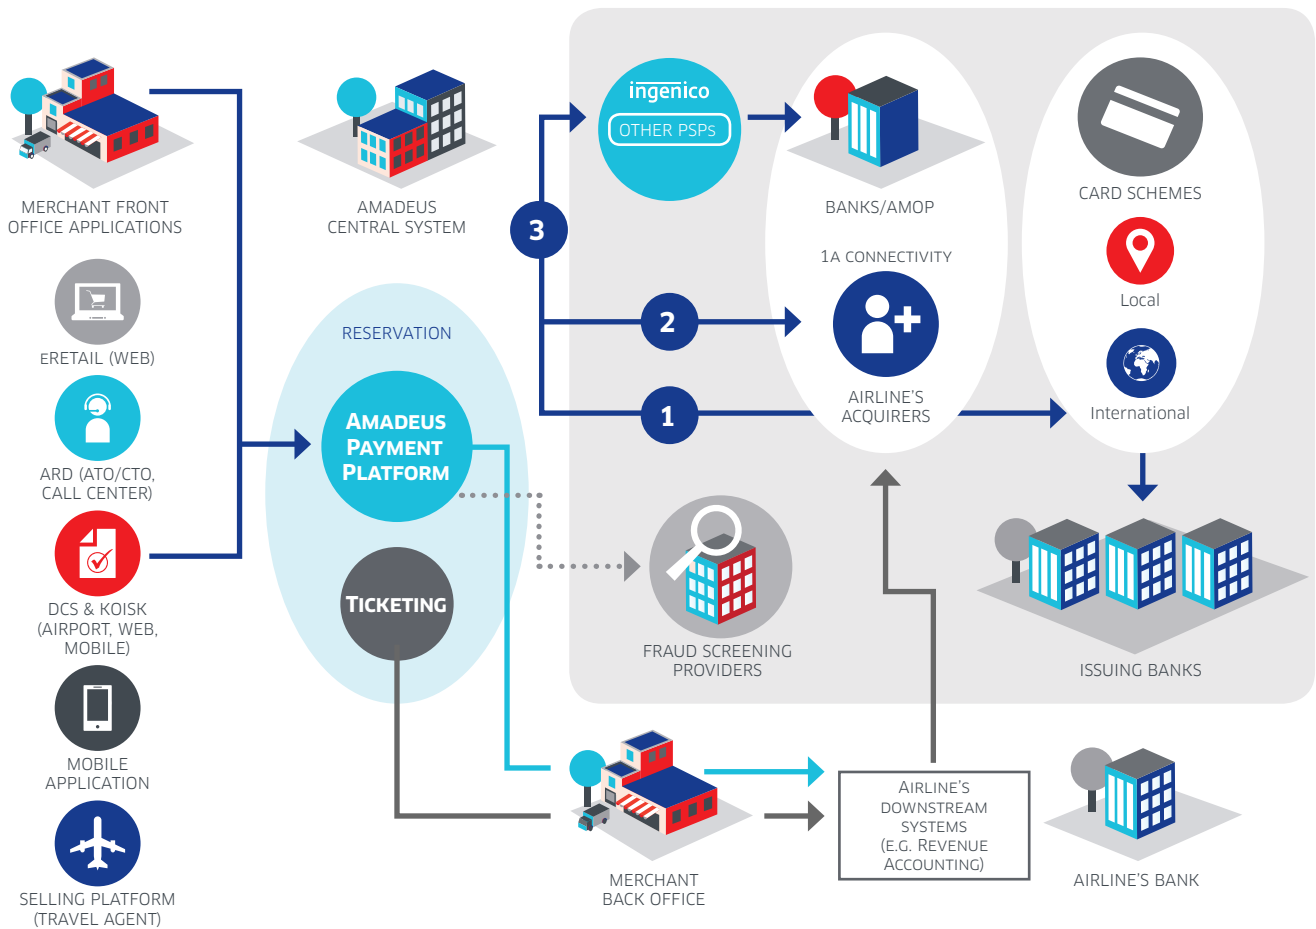 MERCHANT FRONT
OFFICE APPLICATIONS
ERETAIL (WEB)
ARD (ATO/CTO,
CALL CENTER)
DCS & KOISK
(AIRPORT, WEB,
MOBILE)
MOBILE
APPLICATION
SELLING PLATFORM
(TRAVEL AGENT)
AMADEUS
CENTRAL SYSTEM
RESERVATION
AMADEUS
PAYMENT
PLATFORM
TICKETING
3
2
1
ingenico
OTHER PSPs
BANKS/AMOP
1A CONNECTIVITY
AIRLINE'S
ACQUIRERS
CARD SCHEMES
Local
International
FRAUD SCREENING
PROVIDERS
ISSUING BANKS
MERCHANT
BACK OFFICE
AIRLINE'S
DOWNSTREAM
SYSTEMS
(E.G. REVENUE
ACCOUNTING)
AIRLINE'S BANK